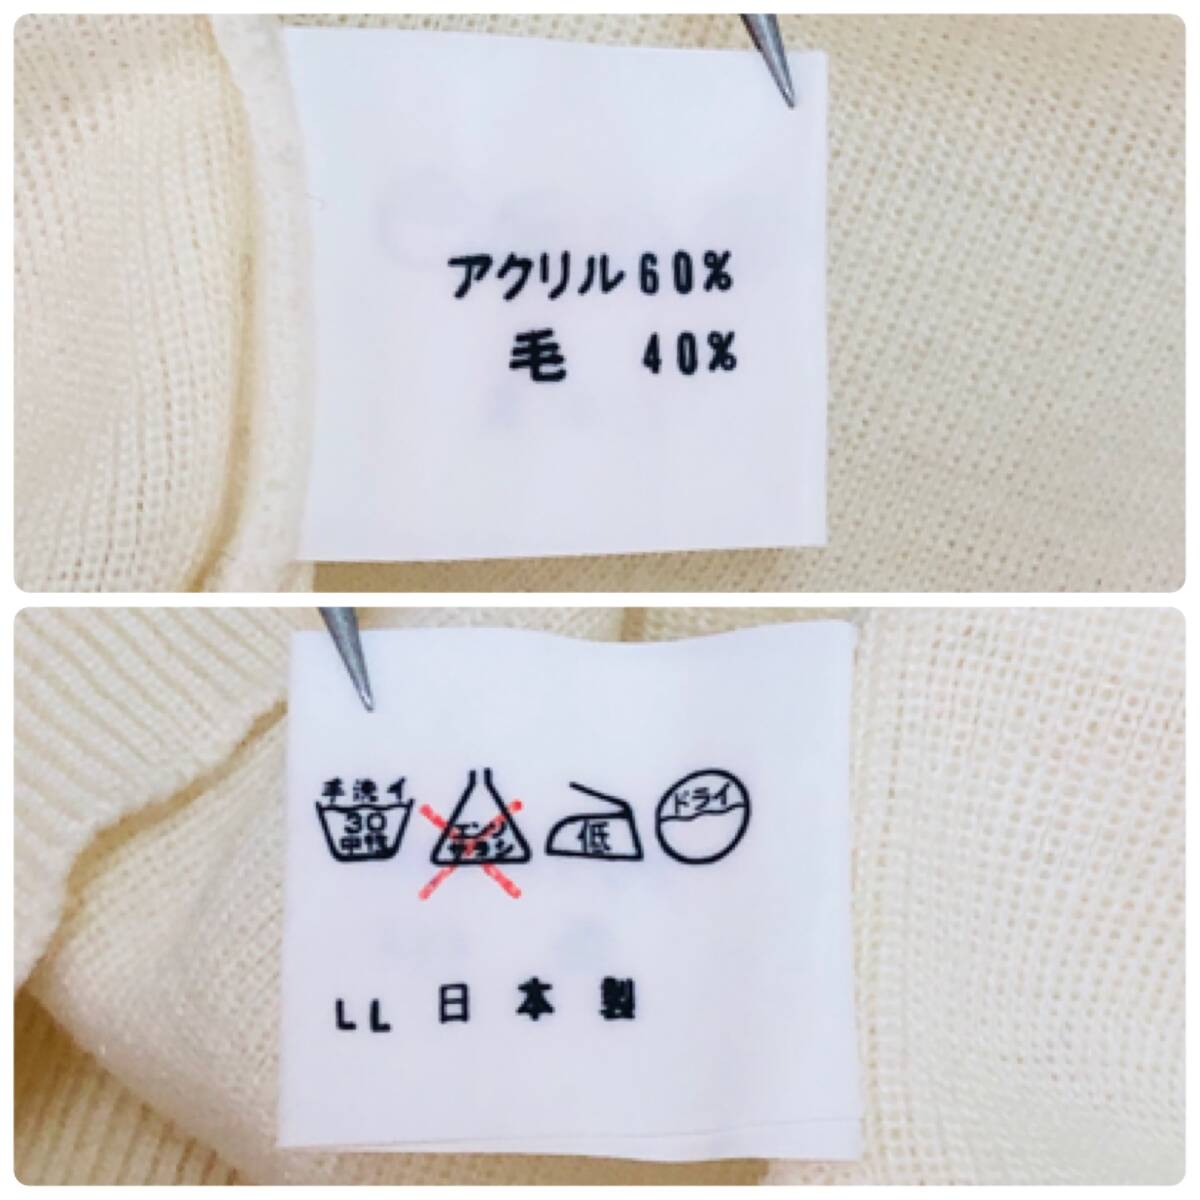 アクリル60%
毛 40%
手洗イ
30
中性
エンソ
サラシ
低
ドライ
LL 日本製